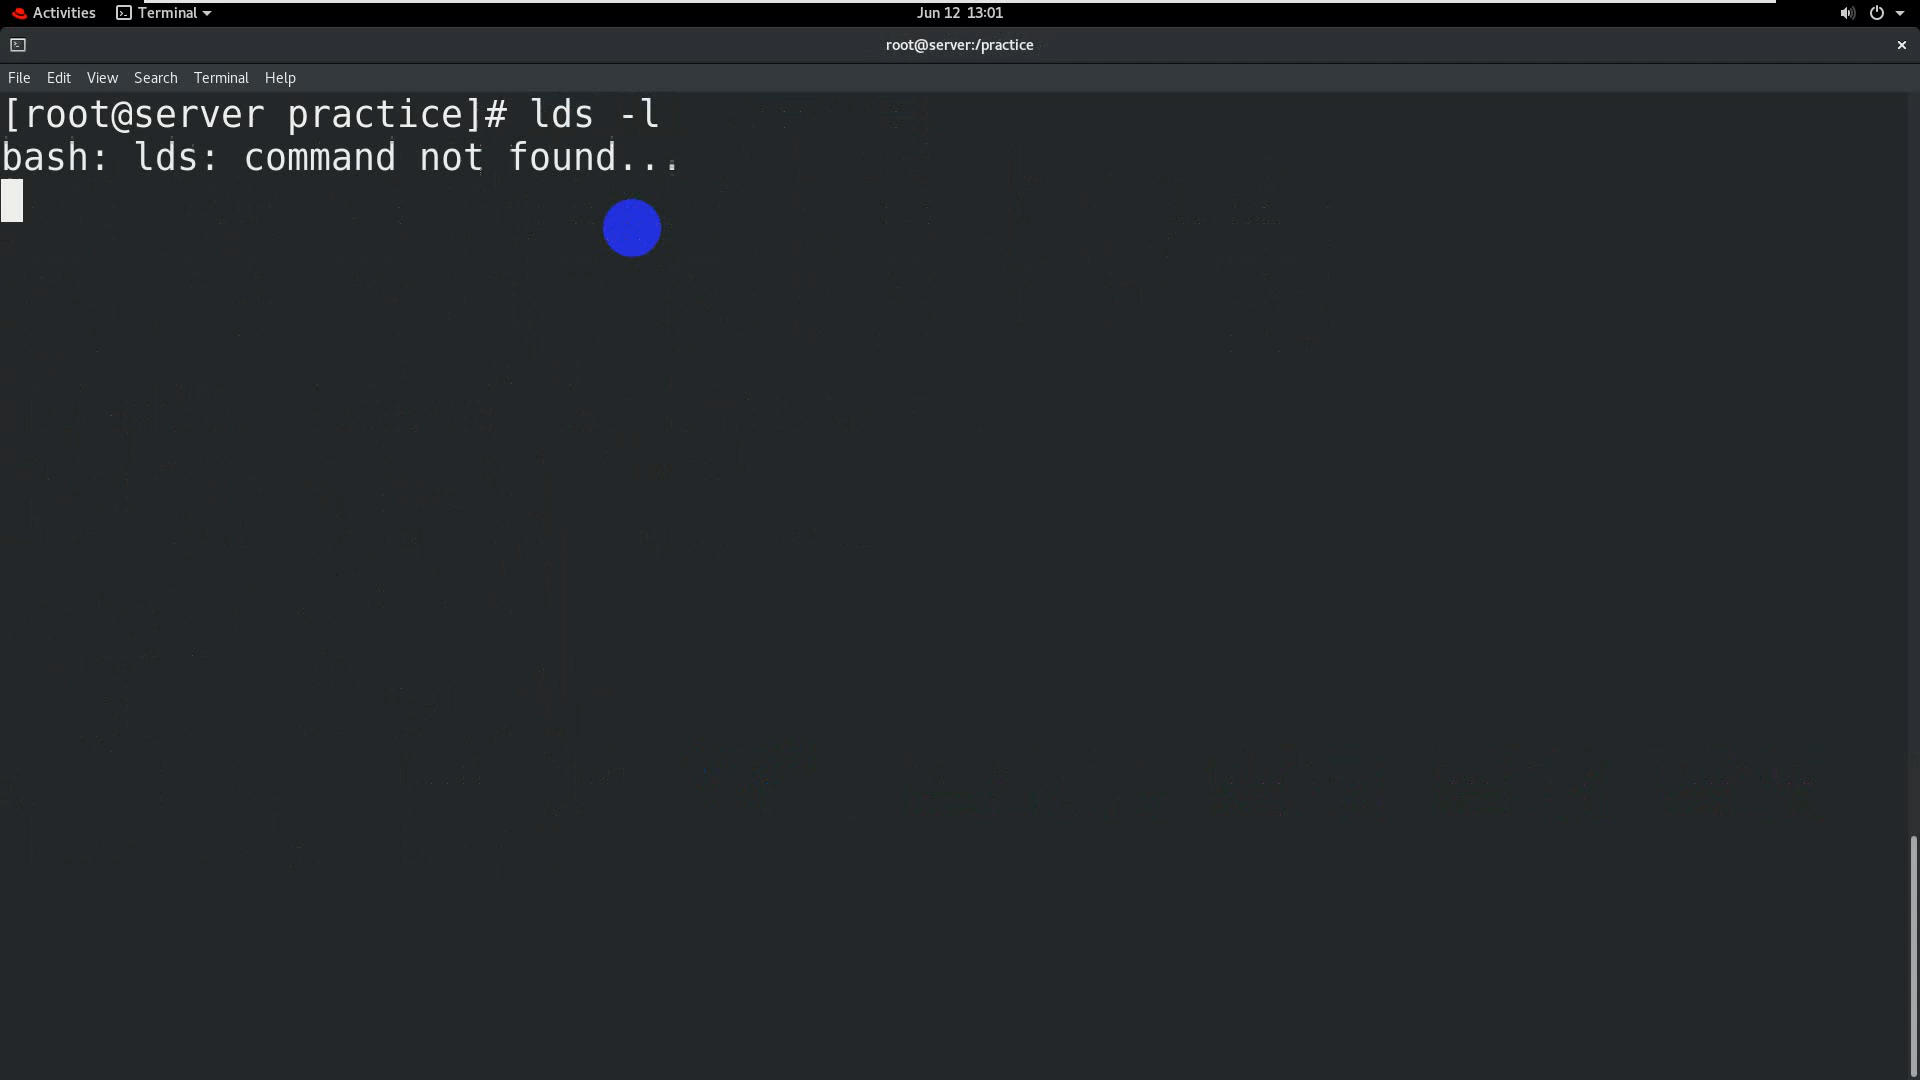 Activities Terminal Jun 12 13:01
root@server:/practice
File Edit View Search Terminal Help
[root@server practice]# lds -l
bash: lds: command not found...